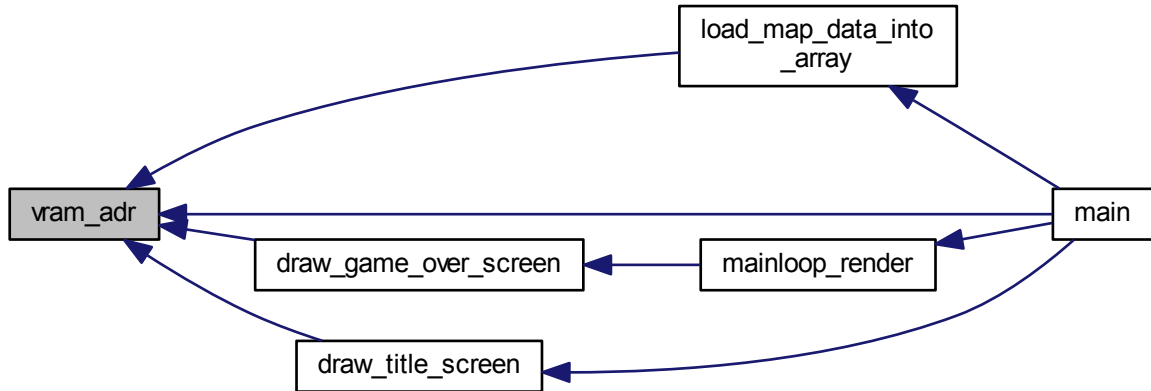 load_map_data_into
_array
vram_adr
main
draw_game_over_screen
mainloop_render
draw_title_screen